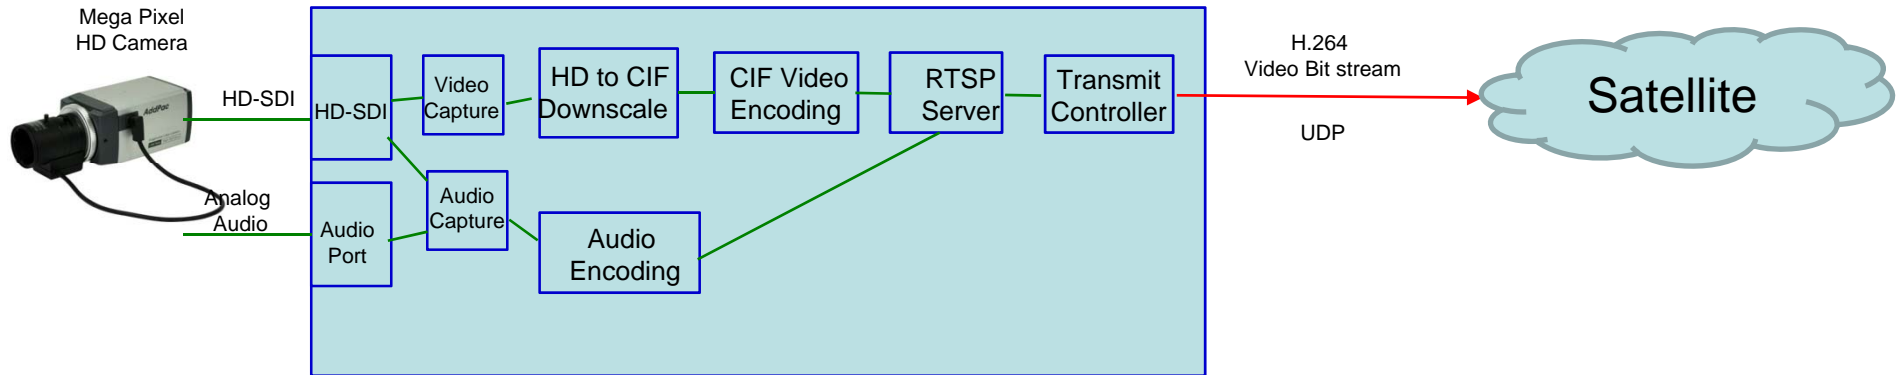 Mega Pixel
HD Camera
AddPac
HD-SDI
Analog
Audio
HD-SDI
Audio
Port
Video
Capture
Audio
Capture
HD to CIF
Downscale
Audio
Encoding
CIF Video
Encoding
RTSP
Server
Transmit
Controller
H.264
Video Bit stream
UDP
Satellite